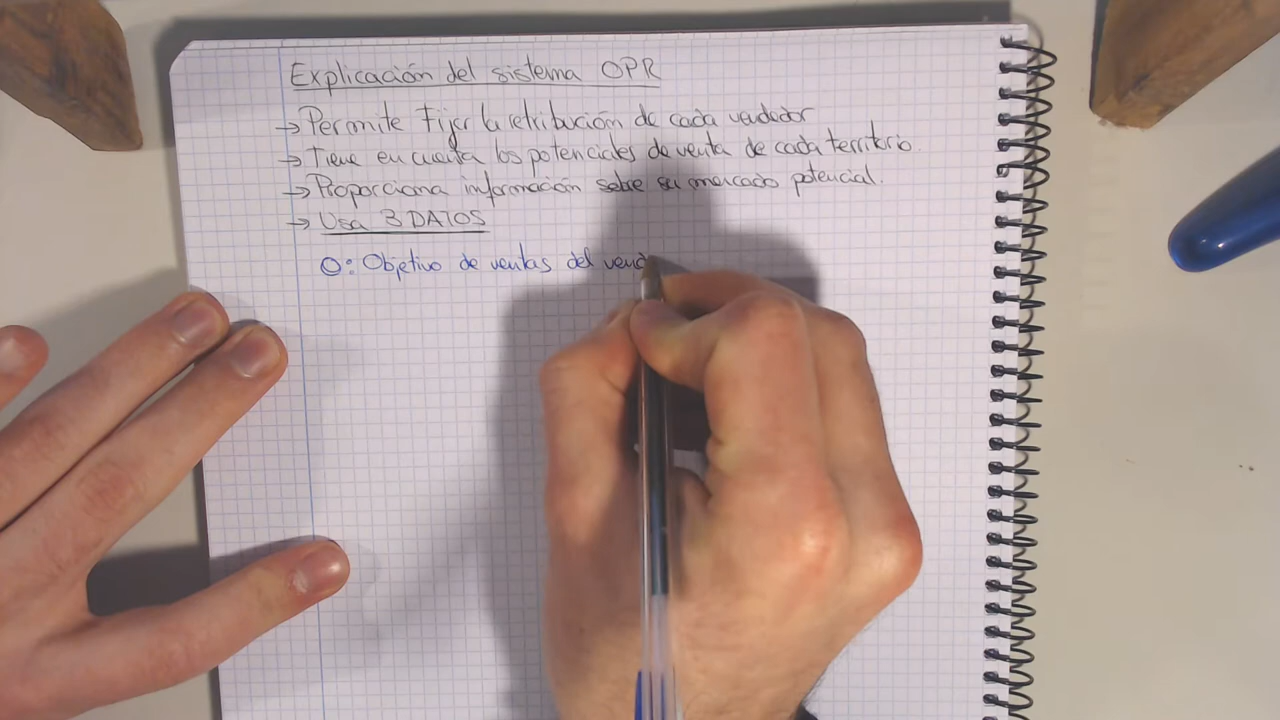 Explicación del sistema OPR
→ Permite Fijar la retribución de cada vendedor
→ Tiene en cuenta los potenciales de venta de cada territorio.
→ Proporciona información sobre su mercado potencial.
→ Usa 3 DATOS
O: Objetivo de ventas del vend